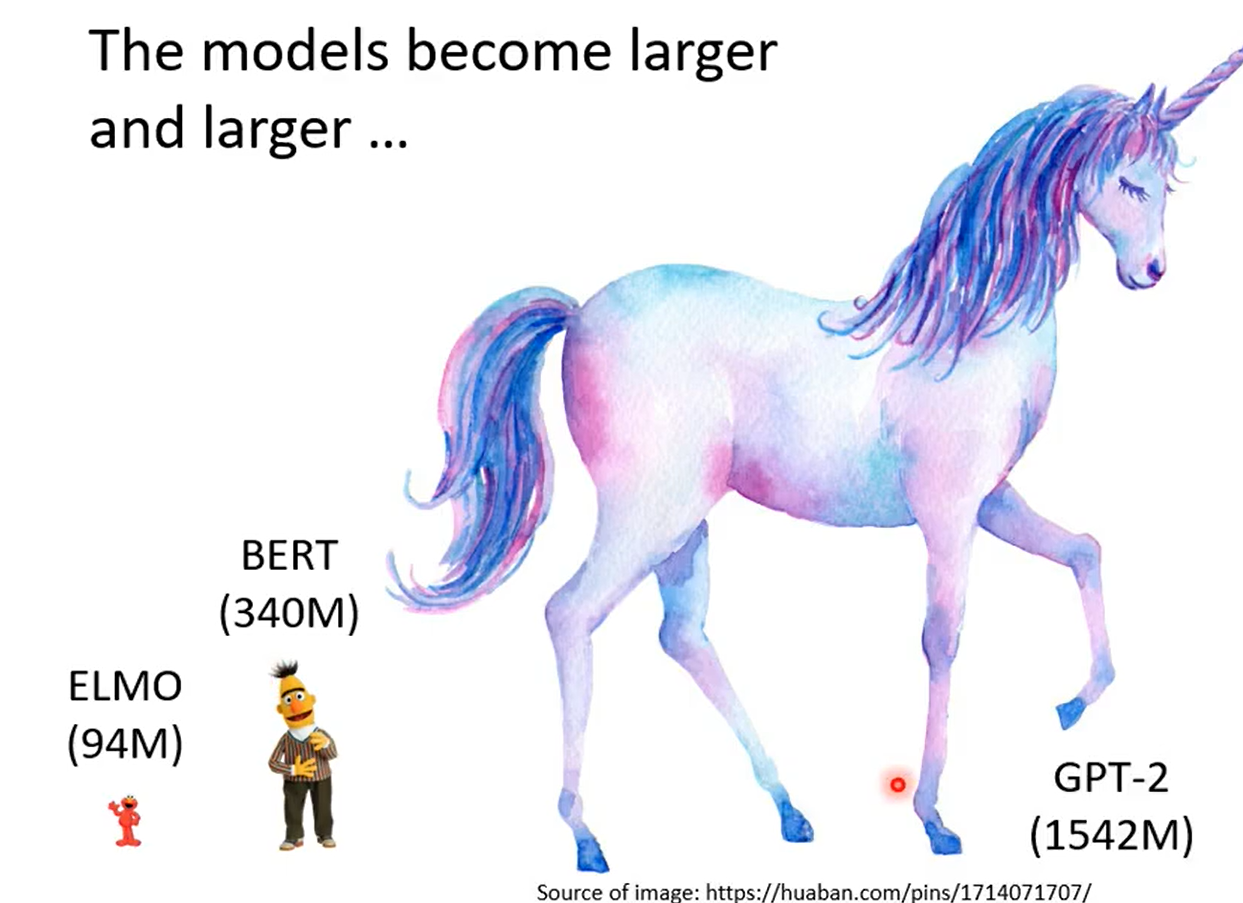 The models become larger
and larger ...
BERT
(340M)
ELMO
(94M)
GPT-2
(1542M)
Source of image: https://huaban.com/pins/1714071707/